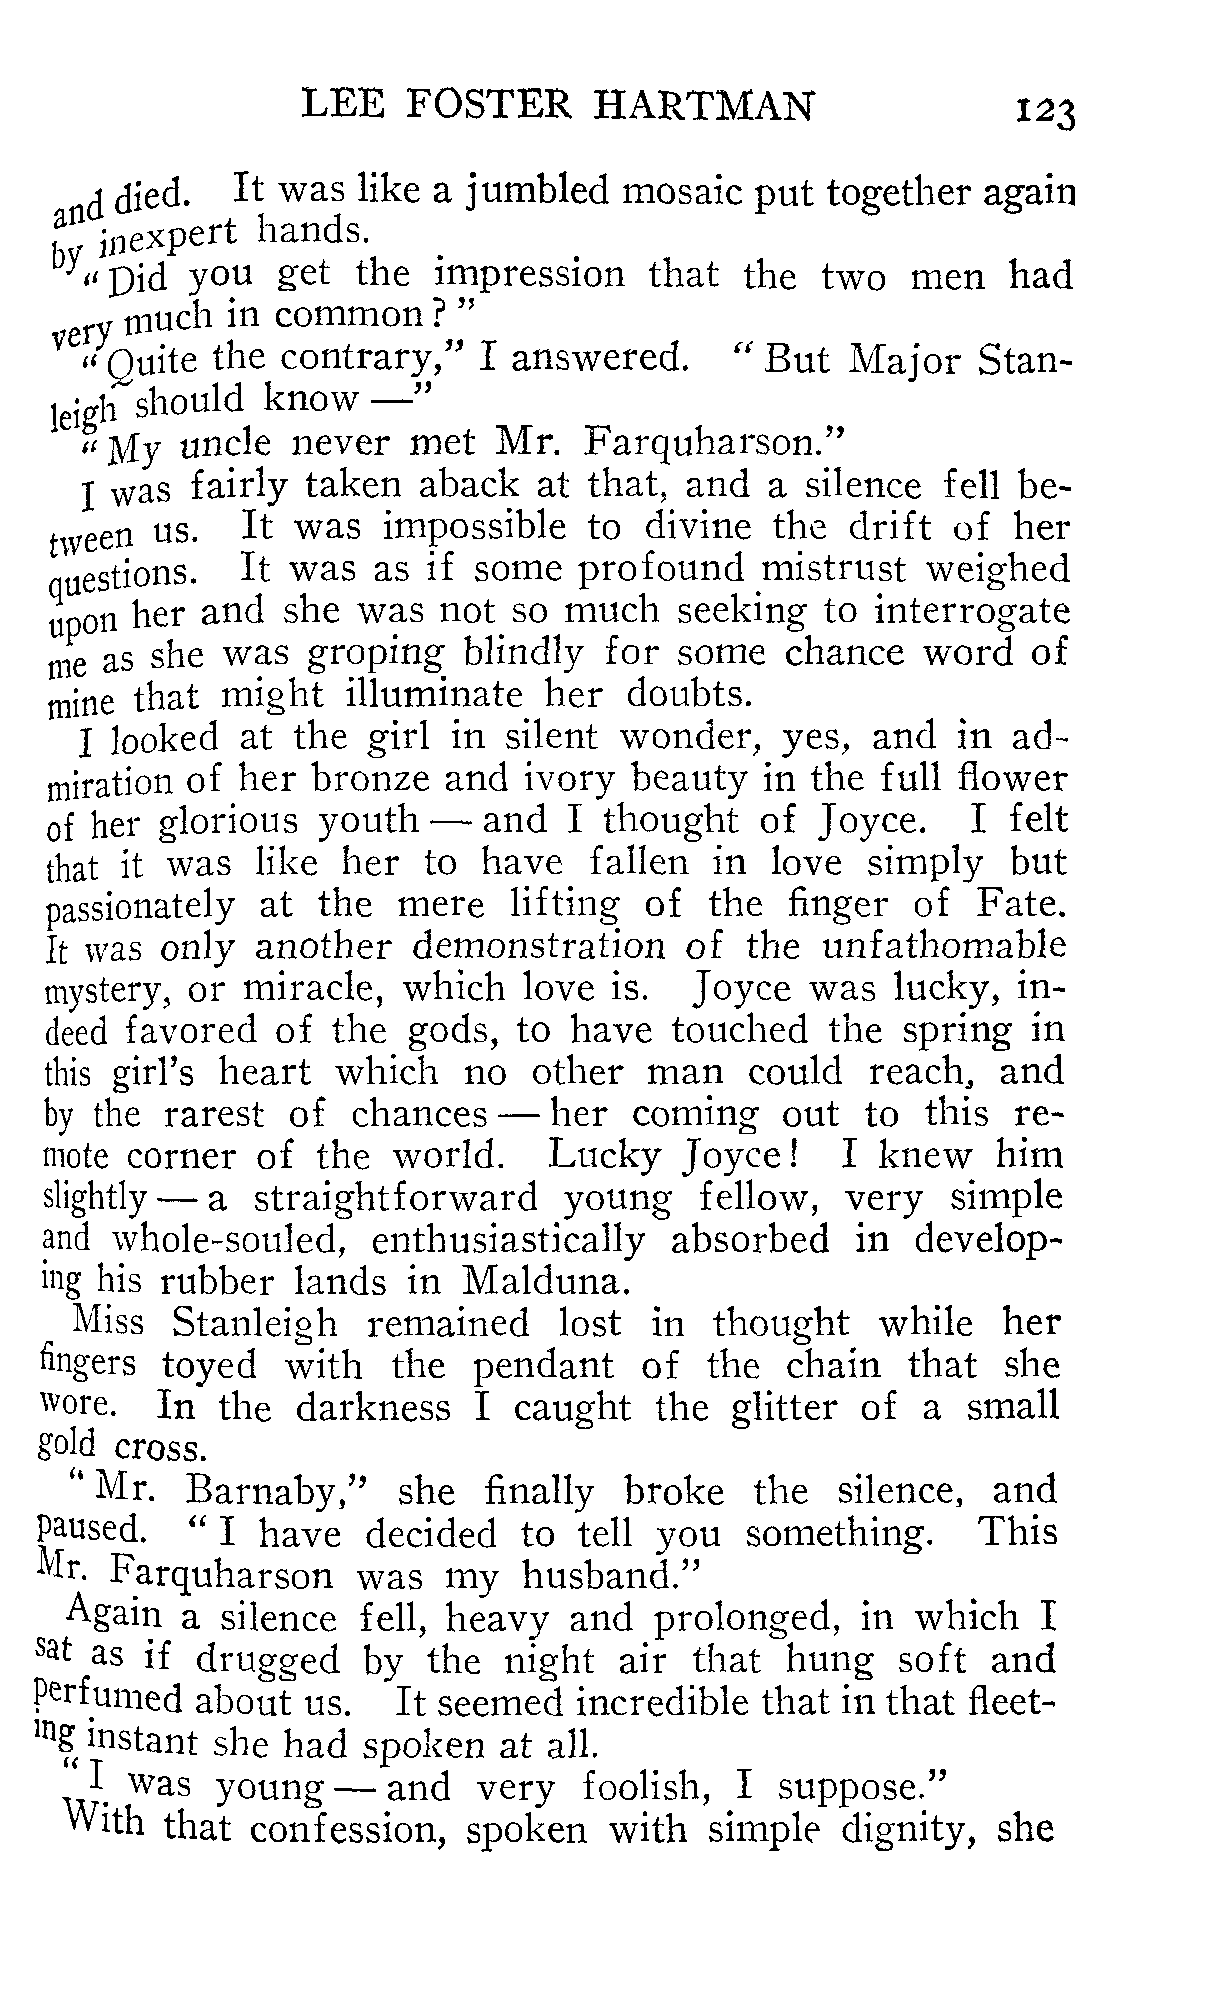 LEE FOSTER HARTMAN 123
and died. It was like a jumbled mosaic put together again
by inexpert hands.
"Did you get the impression that the two men had
very much in common?"
"Quite the contrary," I answered. "But Major Stan-
leigh should know—"
"My uncle never met Mr. Farquharson."
I was fairly taken aback at that, and a silence fell be-
tween us. It was impossible to divine the drift of her
questions. It was as if some profound mistrust weighed
upon her and she was not so much seeking to interrogate
me as she was groping blindly for some chance word of
mine that might illuminate her doubts.
I looked at the girl in silent wonder, yes, and in ad-
miration of her bronze and ivory beauty in the full flower
of her glorious youth — and I thought of Joyce. I felt
that it was like her to have fallen in love simply but
passionately at the mere lifting of the finger of Fate.
It was only another demonstration of the unfathomable
mystery, or miracle, which love is. Joyce was lucky, in-
deed favored of the gods, to have touched the spring in
this girl's heart which no other man could reach, and
by the rarest of chances — her coming out to this re-
mote corner of the world. Lucky Joyce! I knew him
slightly — a straightforward young fellow, very simple
and whole-souled, enthusiastically absorbed in develop-
ing his rubber lands in Malduna.
Miss Stanleigh remained lost in thought while her
fingers toyed with the pendant of the chain that she
wore. In the darkness I caught the glitter of a small
gold cross.
"Mr. Barnaby," she finally broke the silence, and
paused. "I have decided to tell you something. This
Mr. Farquharson was my husband."
Again a silence fell, heavy and prolonged, in which I
sat as if drugged by the night air that hung soft and
perfumed about us. It seemed incredible that in that fleet-
ing instant she had spoken at all.
"I was young — and very foolish, I suppose."
With that confession, spoken with simple dignity, she